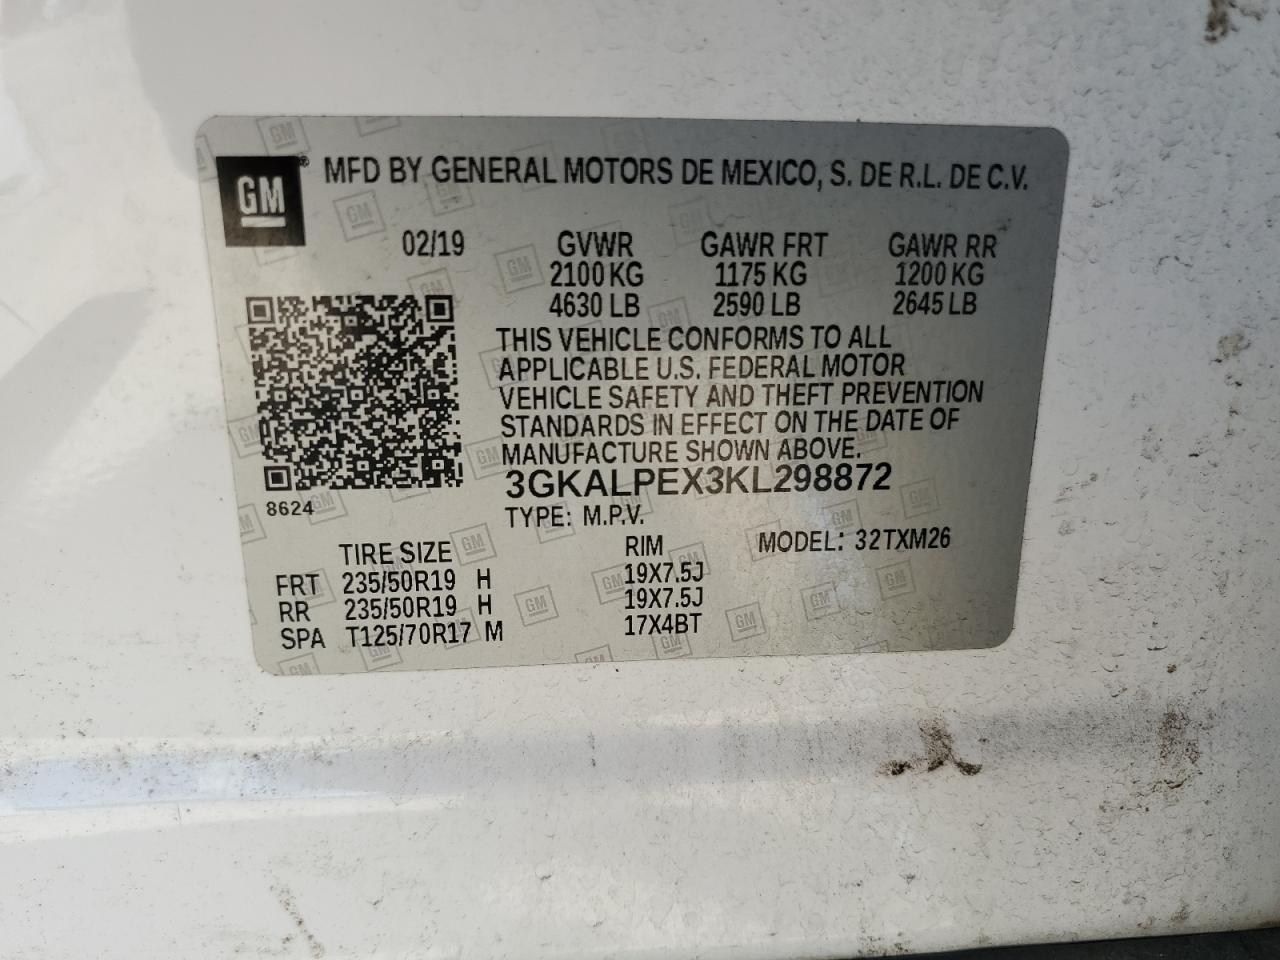 GM ® MFD BY GENERAL MOTORS DE MEXICO, S. DE R.L. DE C.V.
02/19 GVWR GAWR FRT GAWR RR
2100 KG 1175 KG 1200 KG
4630 LB 2590 LB 2645 LB
THIS VEHICLE CONFORMS TO ALL
APPLICABLE U.S. FEDERAL MOTOR
VEHICLE SAFETY AND THEFT PREVENTION
STANDARDS IN EFFECT ON THE DATE OF
MANUFACTURE SHOWN ABOVE.
3GKALPEX3KL298872
8624
TYPE: M.P.V.
MODEL: 32TXM26
TIRE SIZE RIM
FRT 235/50R19 H 19X7.5J
RR 235/50R19 H 19X7.5J
SPA T125/70R17 M 17X4BT